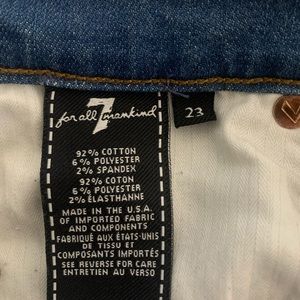 7
for all mankind
23
92% COTTON
6% POLYESTER
2% SPANDEX
92% COTON
6% POLYESTER
2% ÉLASTHANNE
MADE IN THE U.S.A.
OF IMPORTED FABRIC
AND COMPONENTS
FABRIQUÉ AUX ÉTATS-UNIS
DE TISSU ET
COMPOSANTS IMPORTÉS
SEE REVERSE FOR CARE
ENTRETIEN AU VERSO